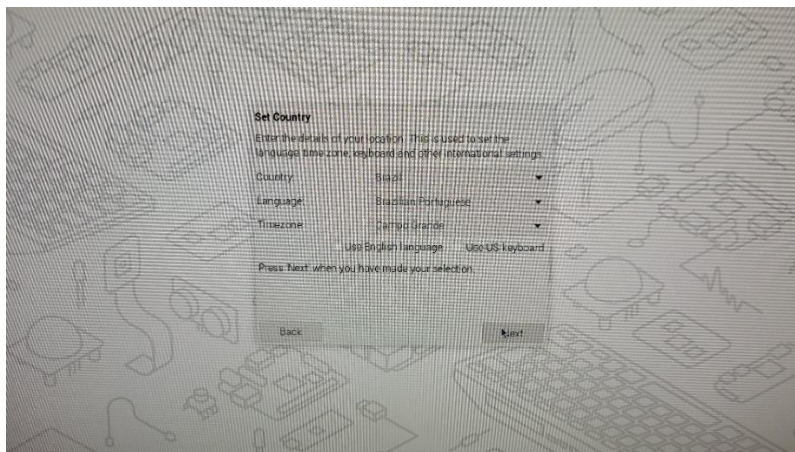 Set Country
Enter the details of your location. This is used to set the
language time zone, keyboard and other international settings.
Country: Brazil
Language: Brazilian Portuguese
Timezone: Campo Grande
Use English language Use US keyboard
Press 'Next' when you have made your selection.
Back Next